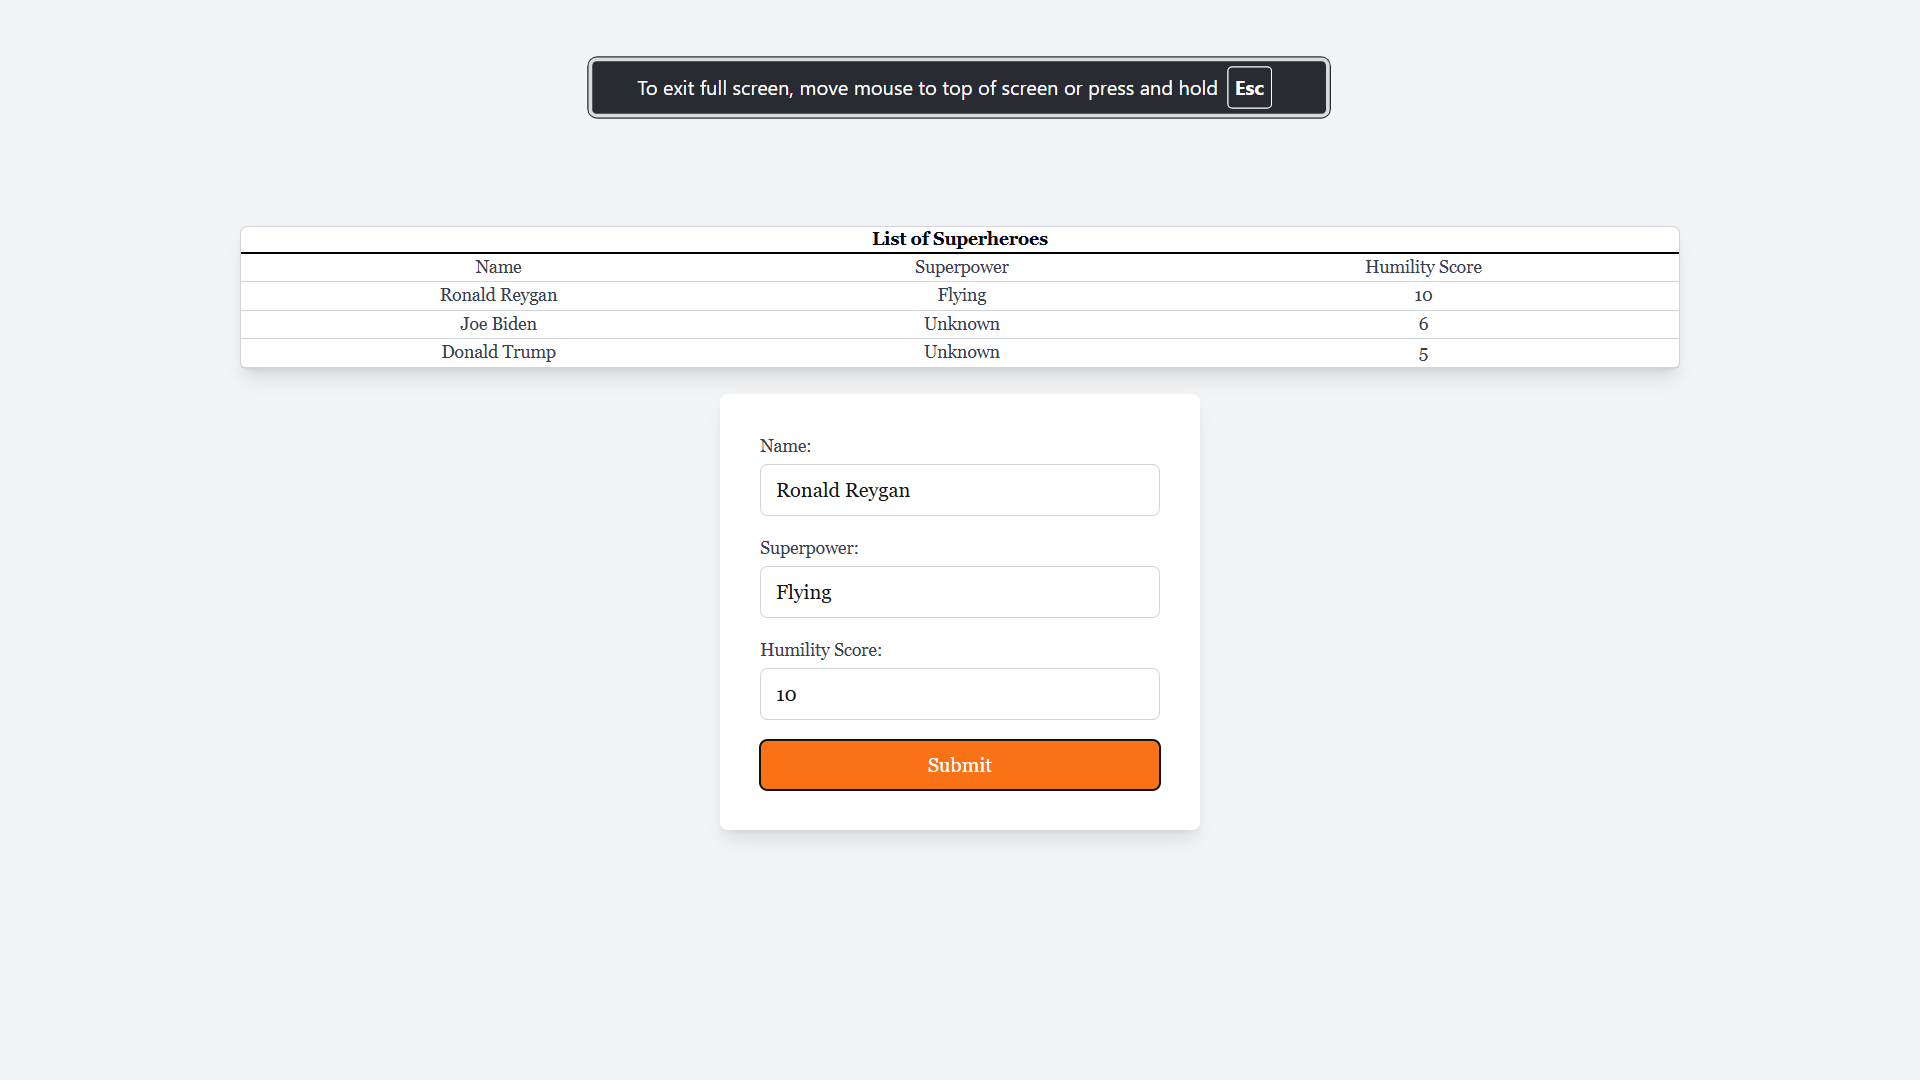 To exit full screen, move mouse to top of screen or press and hold Esc
List of Superheroes
Name Superpower Humility Score
Ronald Reygan Flying 10
Joe Biden Unknown 6
Donald Trump Unknown 5
Name:
Ronald Reygan
Superpower:
Flying
Humility Score:
10
Submit